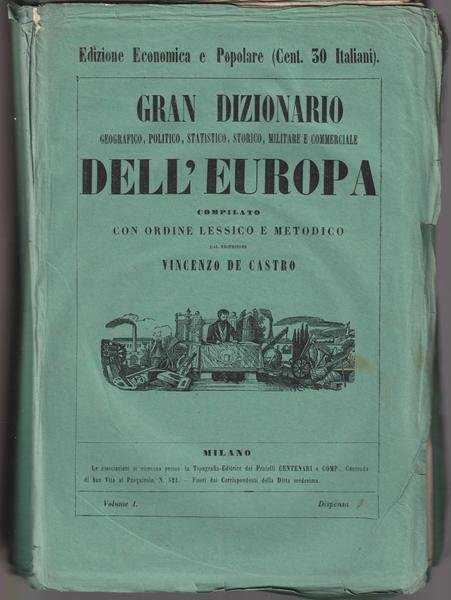 Edizione Economica e Popolare (Cent. 30 Italiani).
GRAN DIZIONARIO
GEOGRAFICO, POLITICO, STATISTICO, STORICO, MILITARE E COMMERCIALE
DELL'EUROPA
COMPILATO
CON ORDINE LESSICO E METODICO
DAL PROFESSORE
VINCENZO DE CASTRO
MILANO
Le associazioni si ricevono presso la Tipografia-Editrice dei Fratelli CENTENARI e COMP., Contrada
di San Vito al Pasquirolo, N. 521. — Fuori dai Corrispondenti della Ditta medesima.
Volume I. Dispensa